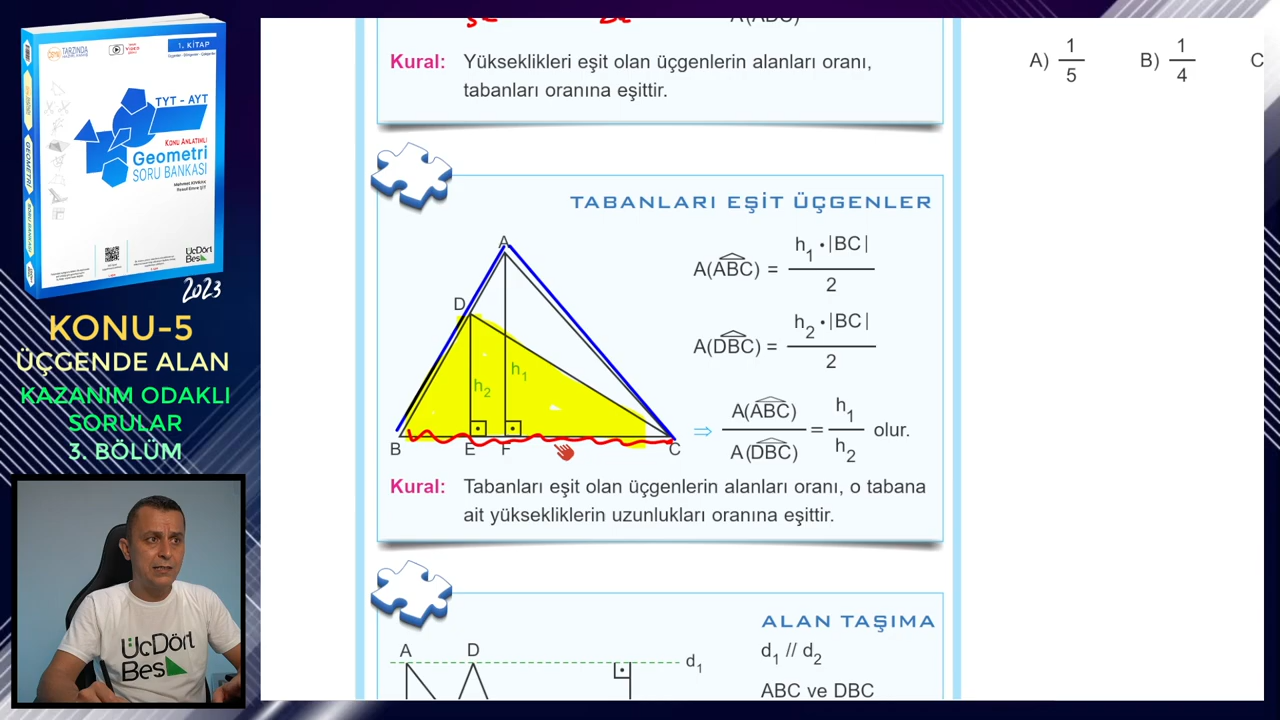 TARZINDA
VIDEO
1. KİTAP
TYT - AYT
KONU ANLATIMLI
Geometri
SORU BANKASI
GEOMETRİ
ÜçDört
Beş
2023
KONU-5
ÜÇGENDE ALAN
KAZANIM ODAKLI
SORULAR
3. BÖLÜM
ÜçDört
Beş
Kural: Yükseklikleri eşit olan üçgenlerin alanları oranı,
tabanları oranına eşittir.
TABANLARI EŞİT ÜÇGENLER
A
D
h1
h2
B E F C
A(ABC) = h1 · |BC| / 2
A(DBC) = h2 · |BC| / 2
⇒ A(ABC) / A(DBC) = h1 / h2 olur.
Kural: Tabanları eşit olan üçgenlerin alanları oranı, o tabana
ait yüksekliklerin uzunlukları oranına eşittir.
ALAN TAŞIMA
A D d1
d1 // d2
ABC ve DBC
A) 1/5 B) 1/4 C